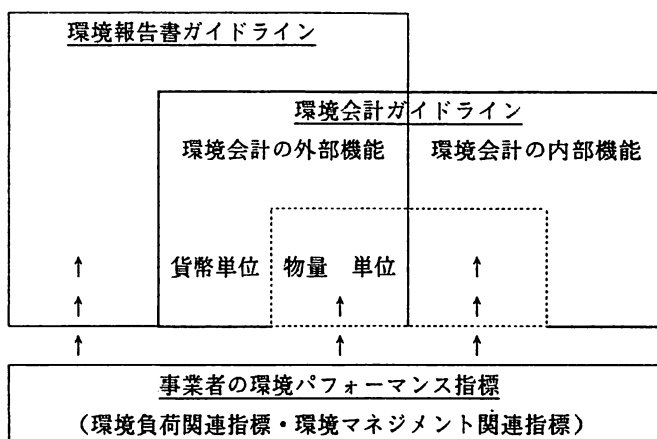 環境報告書ガイドライン
環境会計ガイドライン
環境会計の外部機能 環境会計の内部機能
貨幣単位 物量 単位
事業者の環境パフォーマンス指標
(環境負荷関連指標・環境マネジメント関連指標)